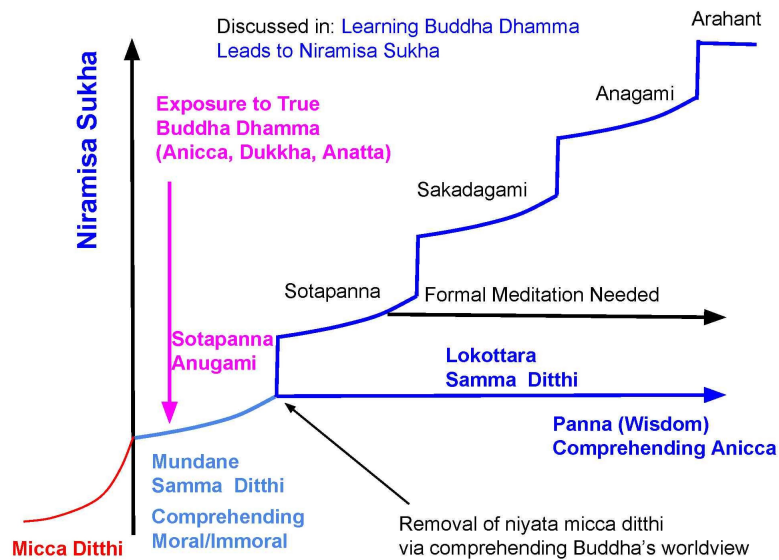 Discussed in: Learning Buddha Dhamma
Leads to Niramisa Sukha
Arahant
Niramisa Sukha
Exposure to True
Buddha Dhamma
(Anicca, Dukkha, Anatta)
Anagami
Sakadagami
Sotapanna
Formal Meditation Needed
Sotapanna
Anugami
Lokottara
Samma Ditthi
Panna (Wisdom)
Comprehending Anicca
Mundane
Samma Ditthi
Comprehending
Moral/Immoral
Micca Ditthi
Removal of niyata micca ditthi
via comprehending Buddha's worldview